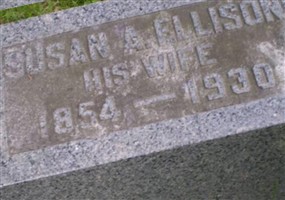 SUSAN A. ELLISON
HIS WIFE
1854 — 1930